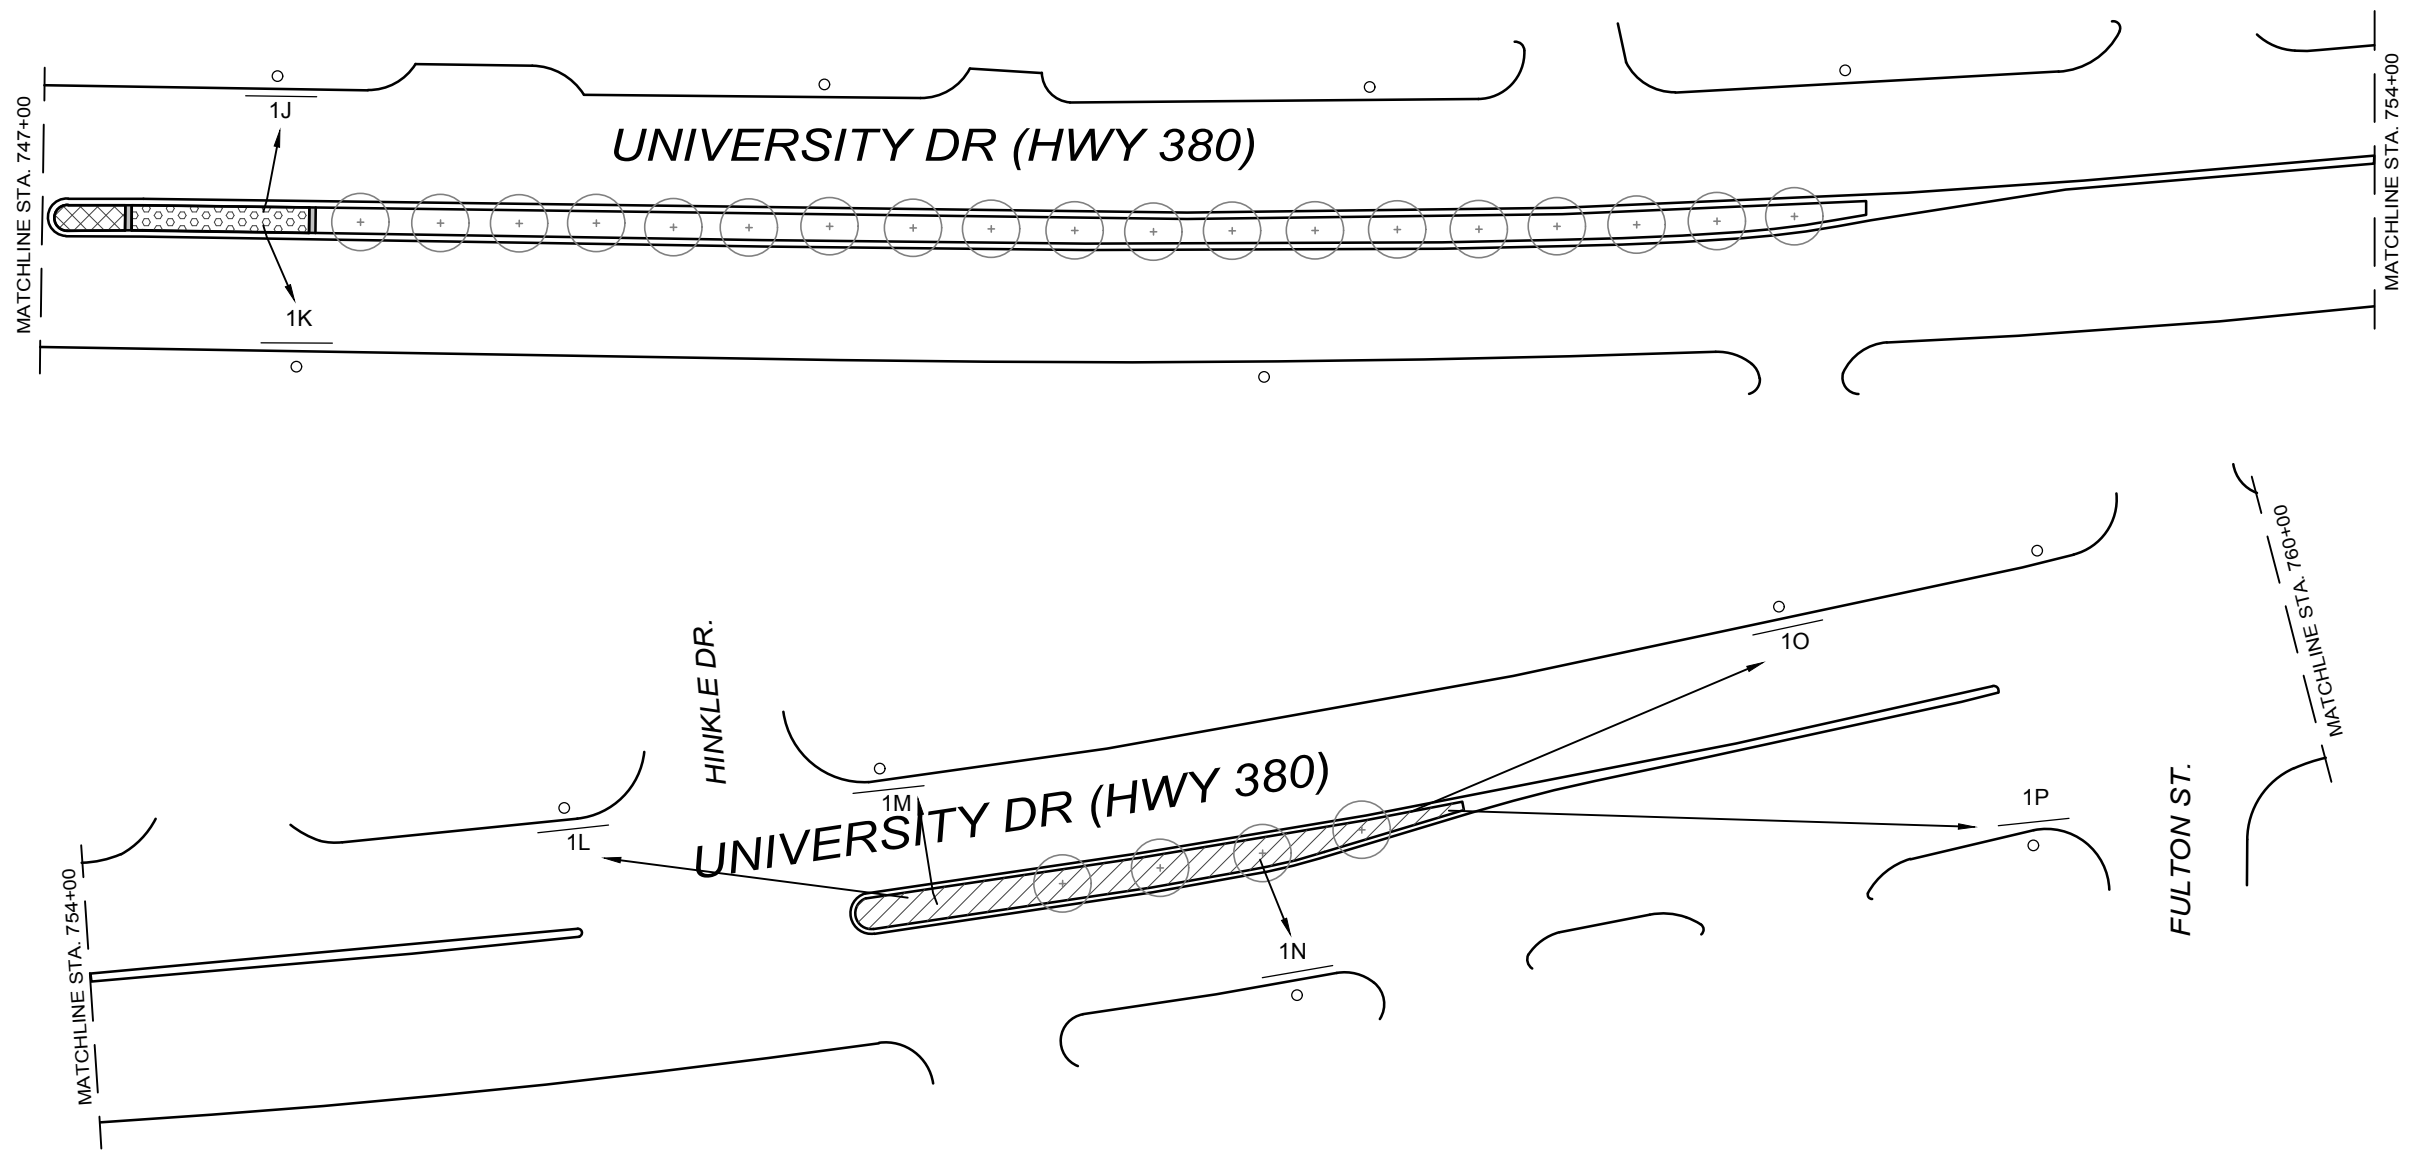 1J
UNIVERSITY DR (HWY 380)
MATCHLINE STA. 747+00
MATCHLINE STA. 754+00
1K
MATCHLINE STA. 760+00
HINKLE DR.
1O
UNIVERSITY DR (HWY 380)
1M
1L
1P
FULTON ST.
MATCHLINE STA. 754+00
1N